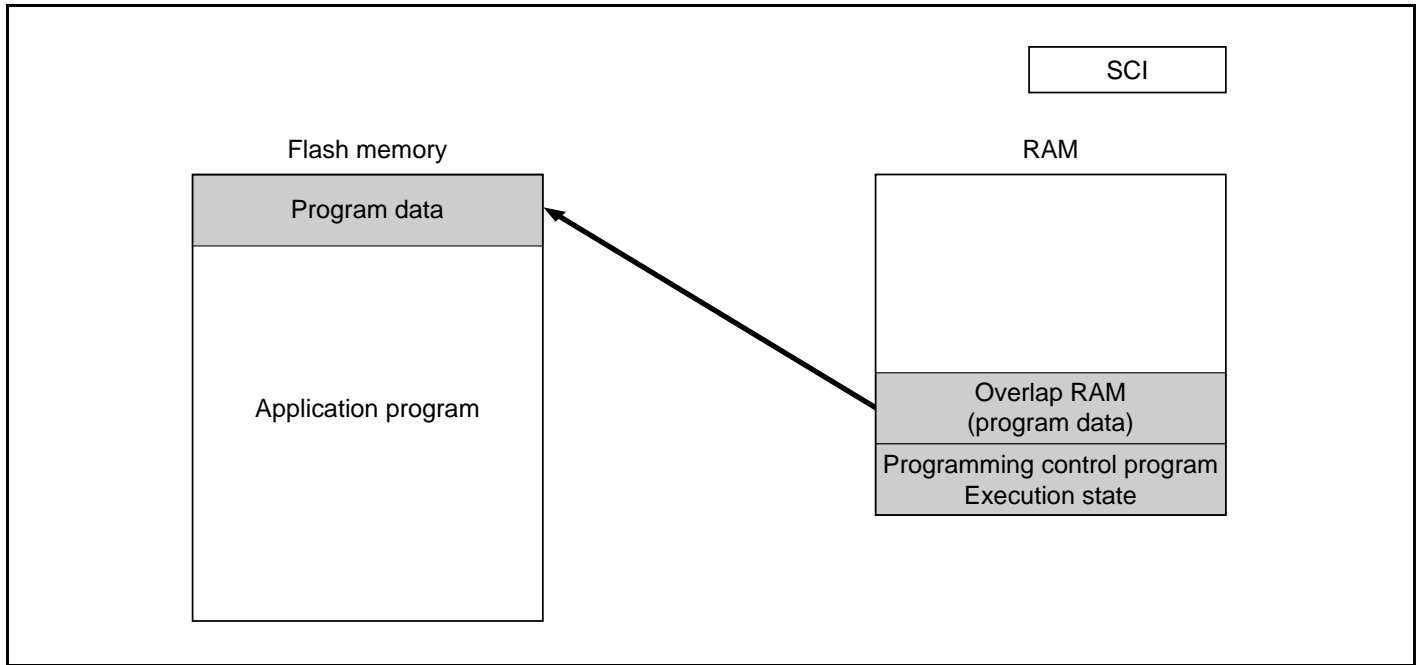 SCI
Flash memory
RAM
Program data
Application program
Overlap RAM
(program data)
Programming control program
Execution state